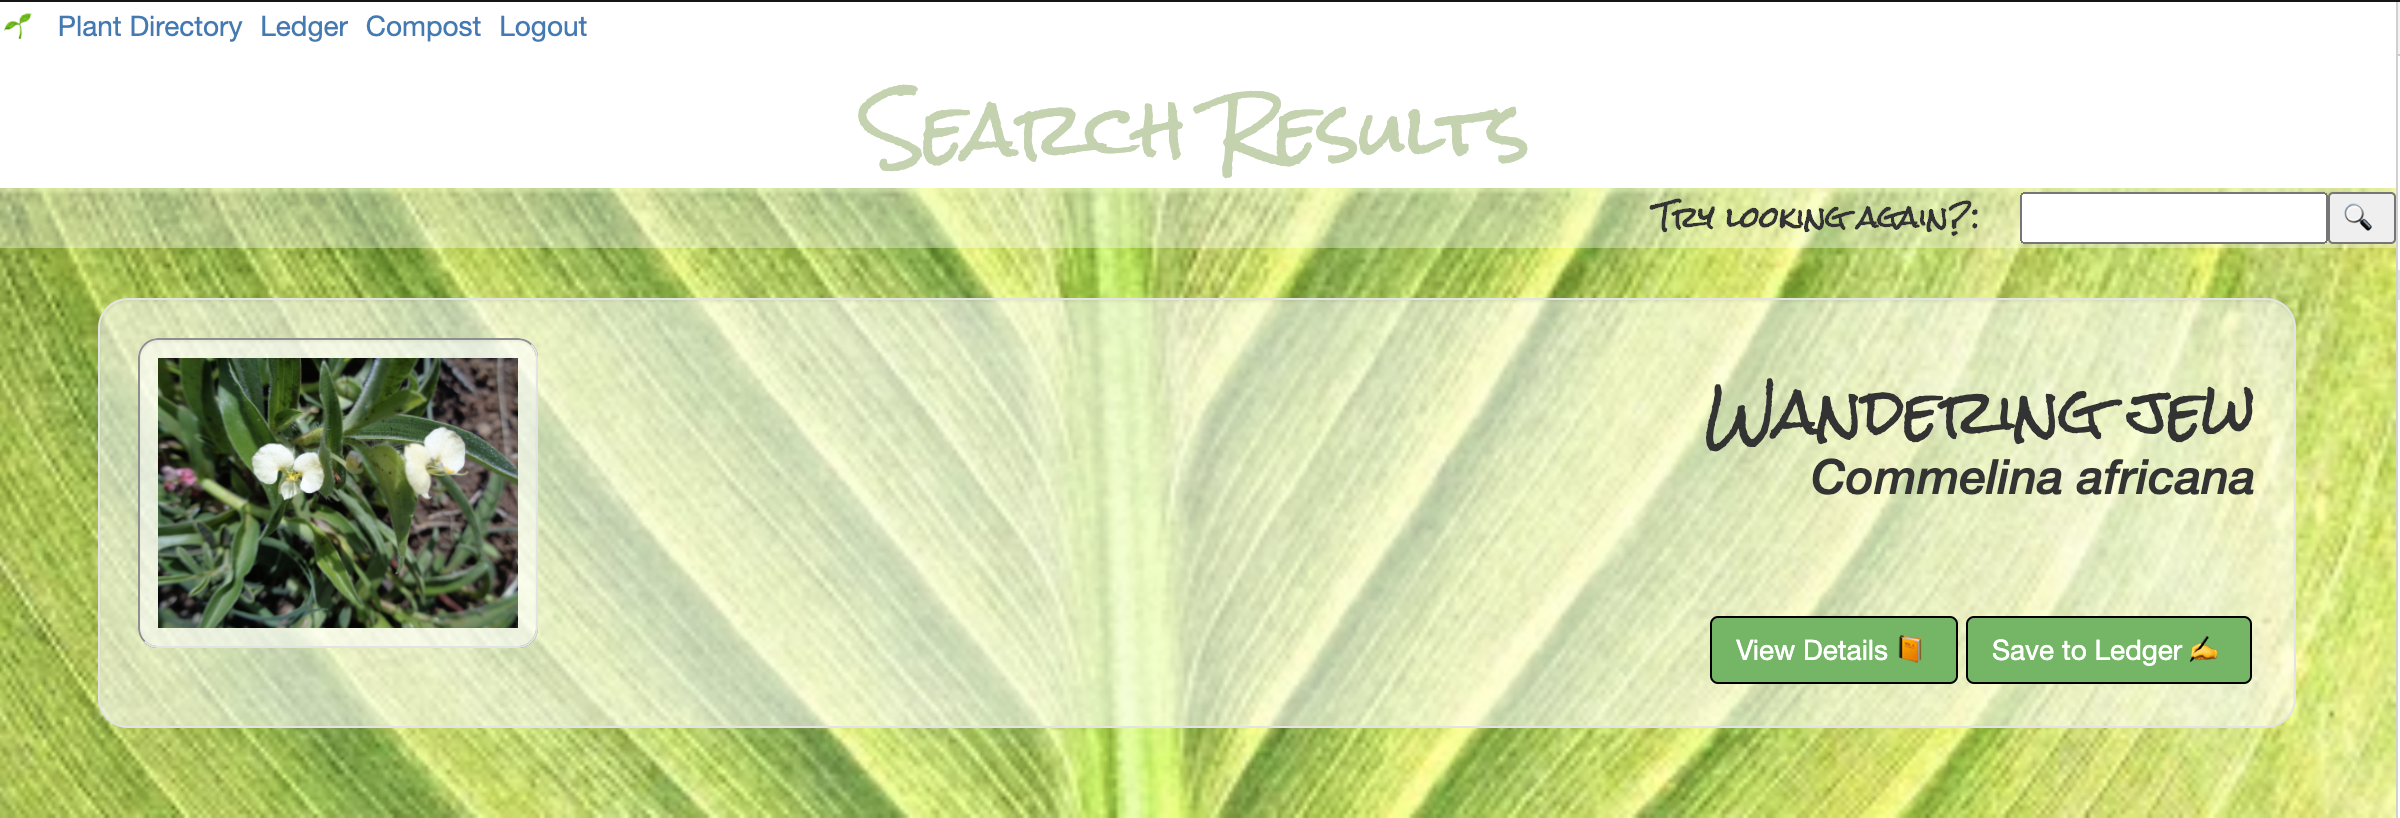 Plant Directory Ledger Compost Logout
Search Results
Try looking again?:
Wandering jew
Commelina africana
View Details
Save to Ledger